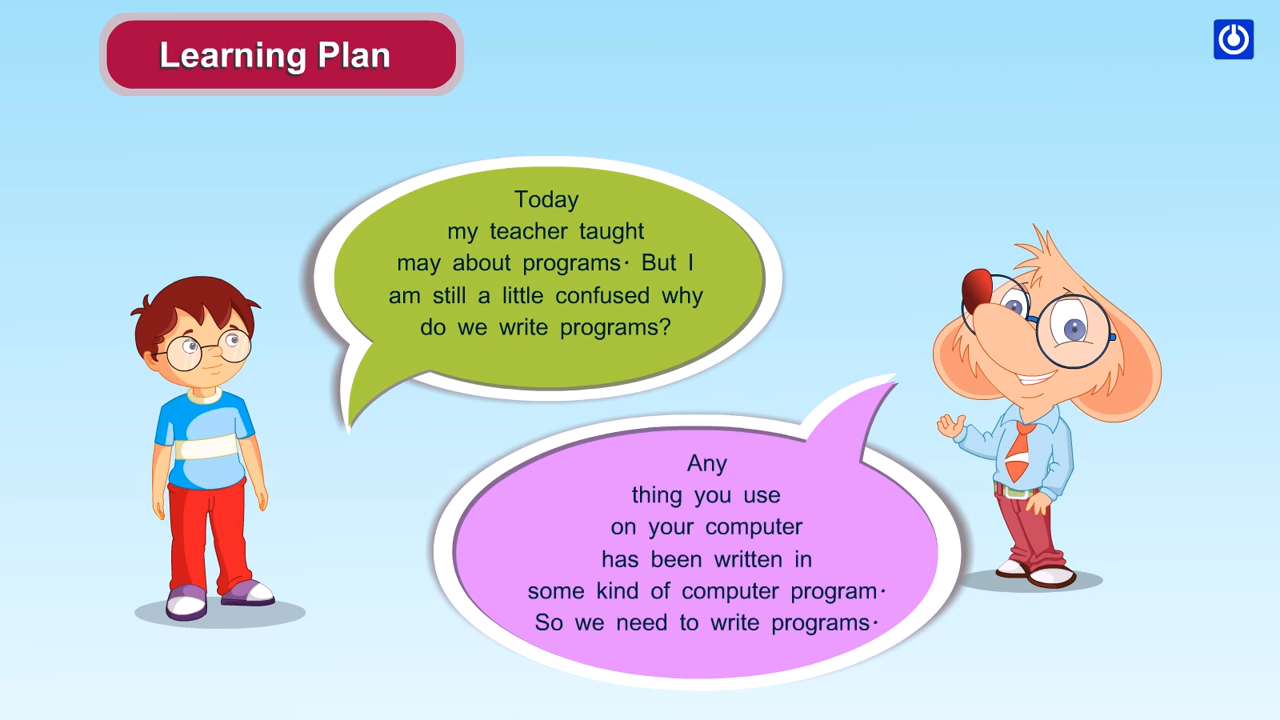 Learning Plan
Today
my teacher taught
may about programs. But I
am still a little confused why
do we write programs?
Any
thing you use
on your computer
has been written in
some kind of computer program.
So we need to write programs.